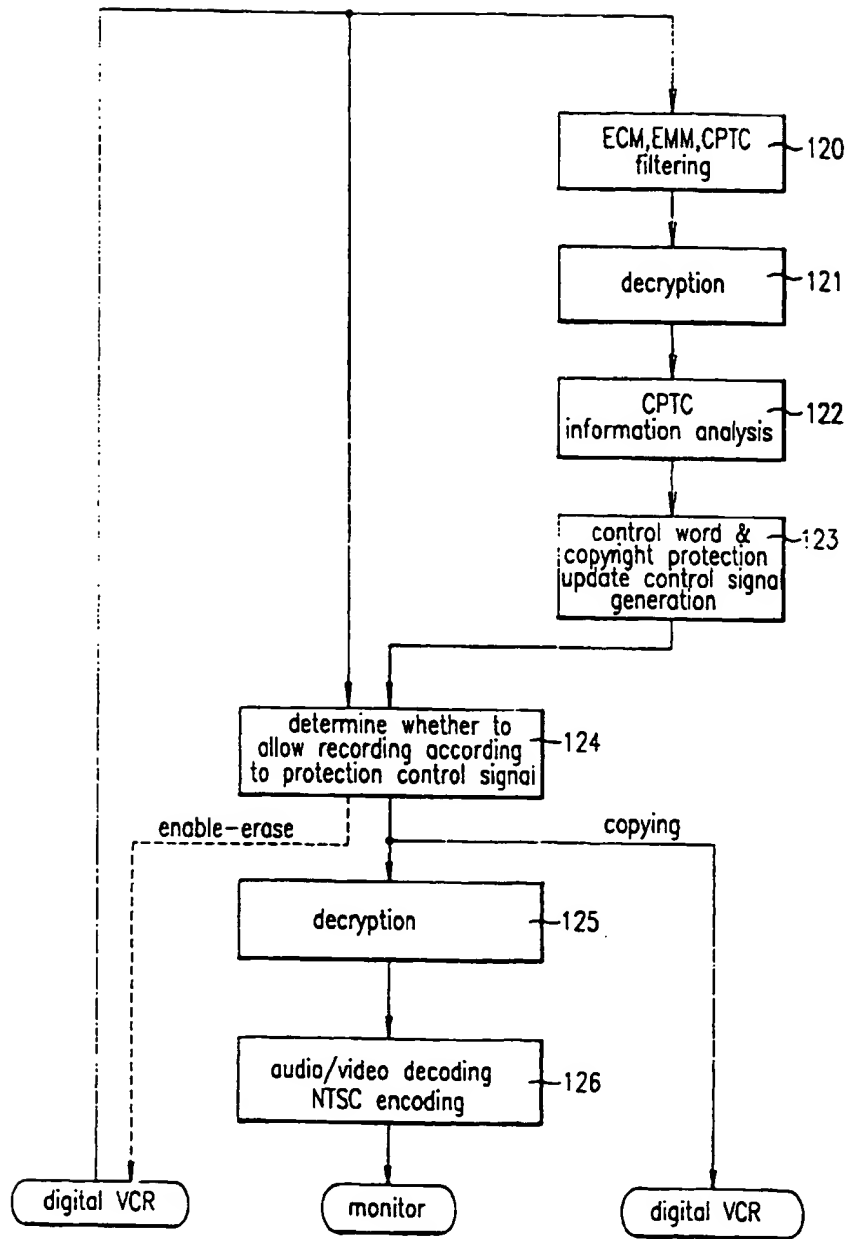 ECM,EMM,CPTC
filtering
120
decryption
121
CPTC
information analysis
122
control word &
copyright protection
update control signal
generation
123
determine whether to
allow recording according
to protection control signal
124
enable-erase
copying
decryption
125
audio/video decoding
NTSC encoding
126
digital VCR
monitor
digital VCR